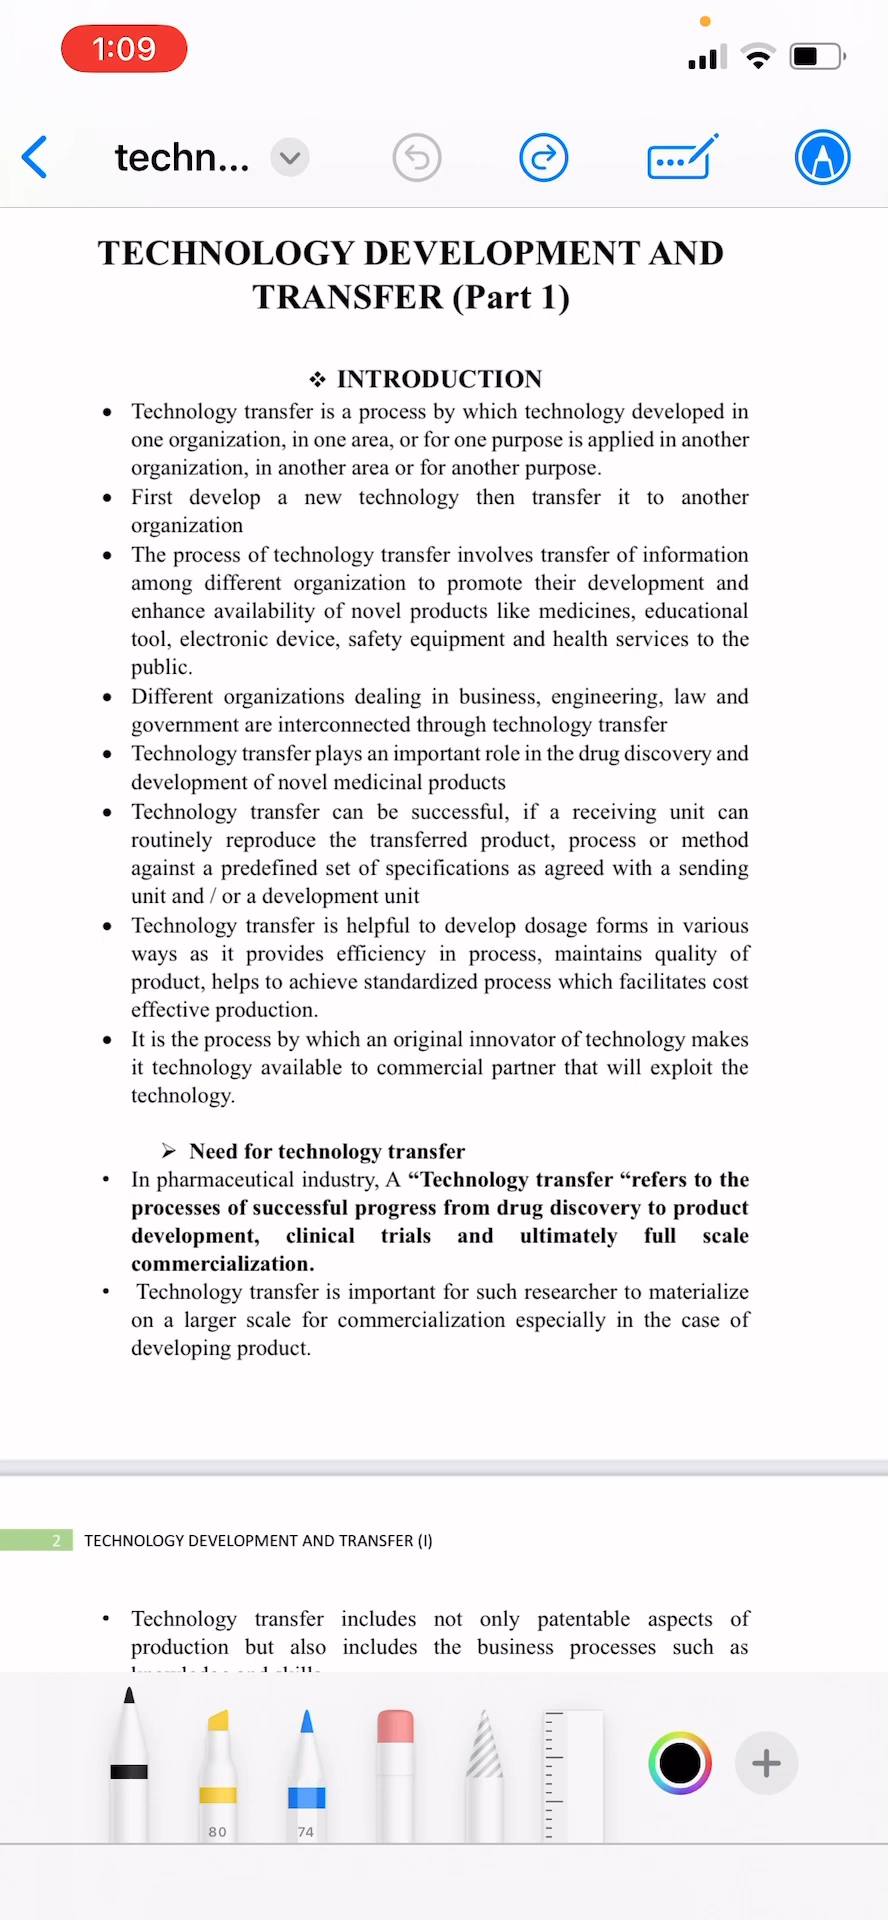 1:09
techn...
TECHNOLOGY DEVELOPMENT AND
TRANSFER (Part 1)
❖ INTRODUCTION
• Technology transfer is a process by which technology developed in
one organization, in one area, or for one purpose is applied in another
organization, in another area or for another purpose.
• First develop a new technology then transfer it to another
organization
• The process of technology transfer involves transfer of information
among different organization to promote their development and
enhance availability of novel products like medicines, educational
tool, electronic device, safety equipment and health services to the
public.
• Different organizations dealing in business, engineering, law and
government are interconnected through technology transfer
• Technology transfer plays an important role in the drug discovery and
development of novel medicinal products
• Technology transfer can be successful, if a receiving unit can
routinely reproduce the transferred product, process or method
against a predefined set of specifications as agreed with a sending
unit and / or a development unit
• Technology transfer is helpful to develop dosage forms in various
ways as it provides efficiency in process, maintains quality of
product, helps to achieve standardized process which facilitates cost
effective production.
• It is the process by which an original innovator of technology makes
it technology available to commercial partner that will exploit the
technology.
➢ Need for technology transfer
• In pharmaceutical industry, A “Technology transfer “refers to the
processes of successful progress from drug discovery to product
development, clinical trials and ultimately full scale
commercialization.
• Technology transfer is important for such researcher to materialize
on a larger scale for commercialization especially in the case of
developing product.
2 TECHNOLOGY DEVELOPMENT AND TRANSFER (I)
• Technology transfer includes not only patentable aspects of
production but also includes the business processes such as
80 74